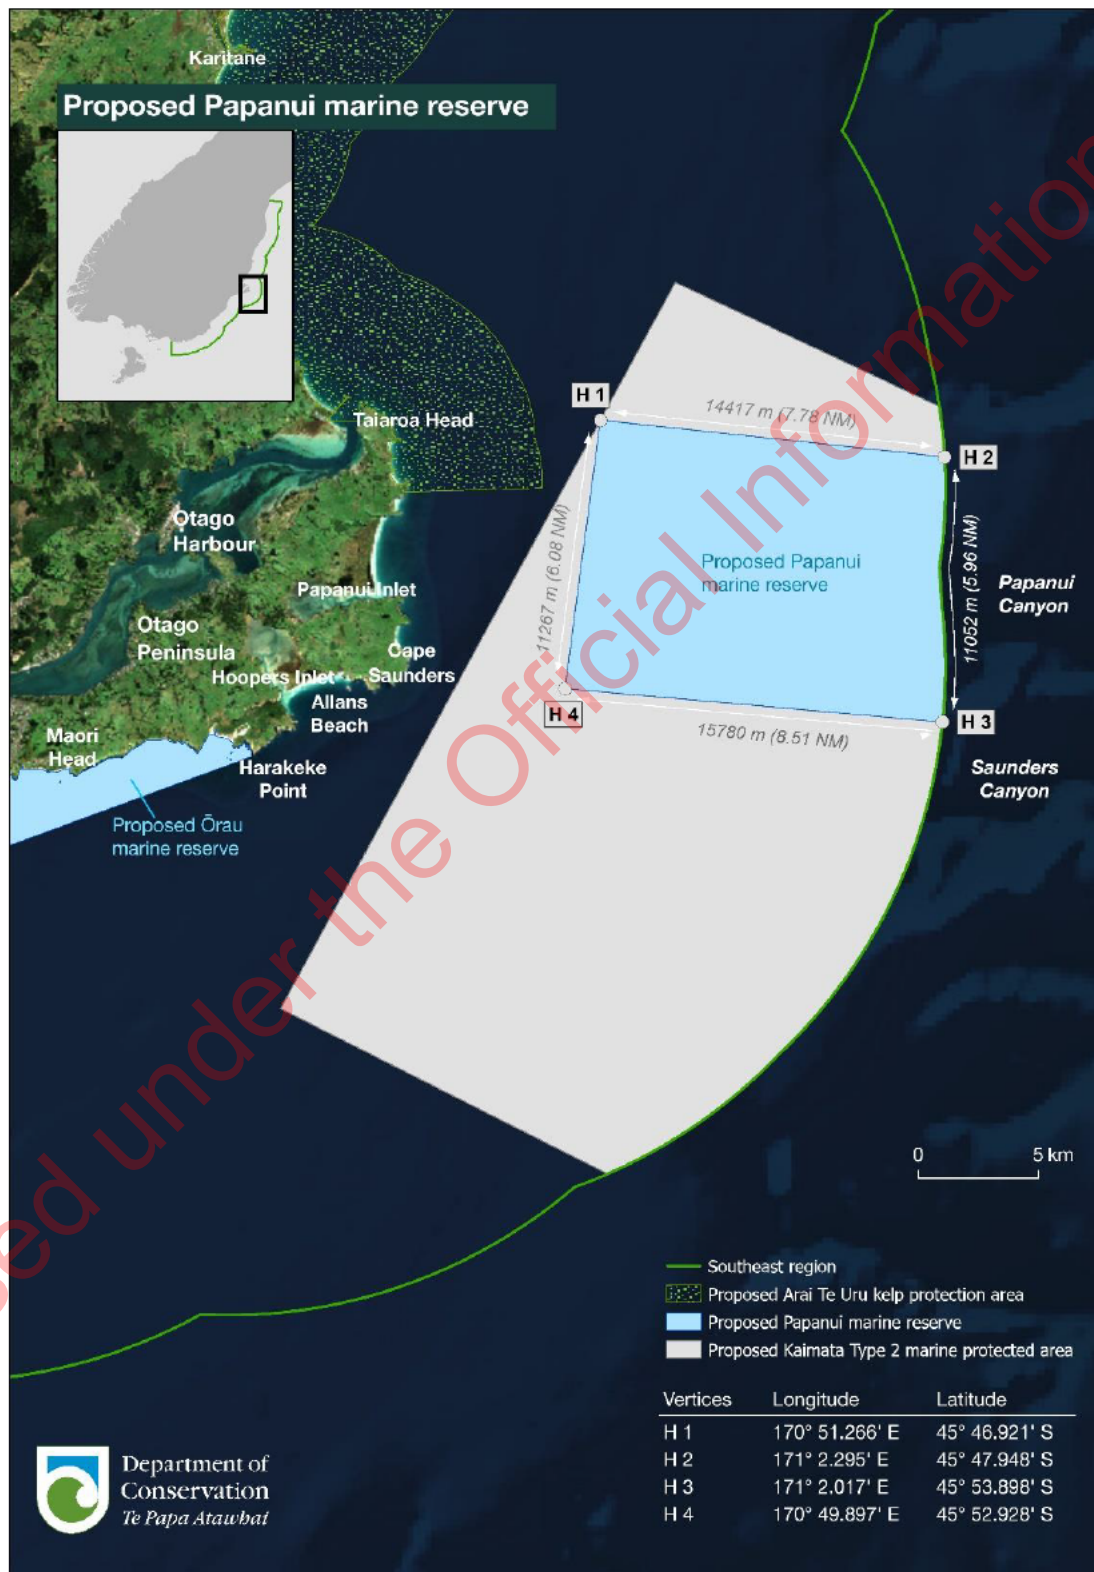 Karitane
Proposed Papanui marine reserve
H 1
14417 m (7.78 NM)
H 2
Taiaroa Head
Otago
Harbour
11267 m (6.08 NM)
Proposed Papanui
marine reserve
11052 m (5.96 NM)
Papanui
Canyon
Papanui Inlet
Otago
Peninsula
Cape
Saunders
Hoopers Inlet
Allans
Beach
H 4
15780 m (8.51 NM)
H 3
Maori
Head
Harakeke
Point
Saunders
Canyon
Proposed Ōrau
marine reserve
0 5 km
Southeast region
Proposed Arai Te Uru kelp protection area
Proposed Papanui marine reserve
Proposed Kaimata Type 2 marine protected area
Vertices Longitude Latitude
H 1 170° 51.266' E 45° 46.921' S
H 2 171° 2.295' E 45° 47.948' S
H 3 171° 2.017' E 45° 53.898' S
H 4 170° 49.897' E 45° 52.928' S
Department of
Conservation
Te Papa Atawhai
sed under the Official Information